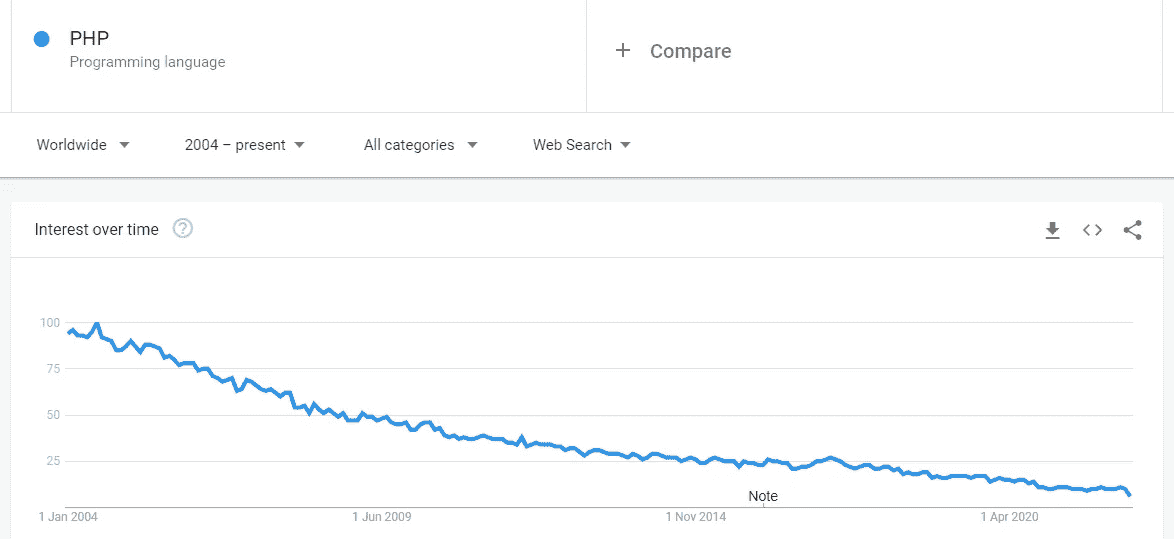 PHP
Programming language
+ Compare
Worldwide
2004 – present
All categories
Web Search
Interest over time ?
100
75
50
25
Note
1 Jan 2004
1 Jun 2009
1 Nov 2014
1 Apr 2020